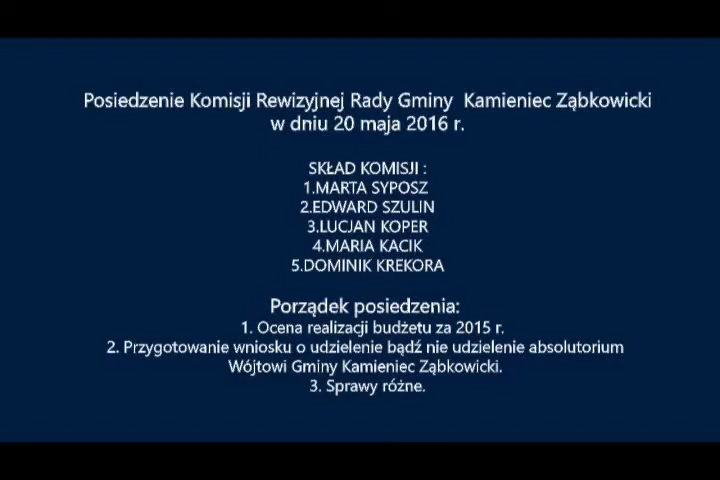 Posiedzenie Komisji Rewizyjnej Rady Gminy Kamieniec Ząbkowicki
w dniu 20 maja 2016 r.
SKŁAD KOMISJI :
1.MARTA SYPOSZ
2.EDWARD SZULIN
3.LUCJAN KOPER
4.MARIA KACIK
5.DOMINIK KREKORA
Porządek posiedzenia:
1. Ocena realizacji budżetu za 2015 r.
2. Przygotowanie wniosku o udzielenie bądź nie udzielenie absolutorium
Wójtowi Gminy Kamieniec Ząbkowicki.
3. Sprawy różne.